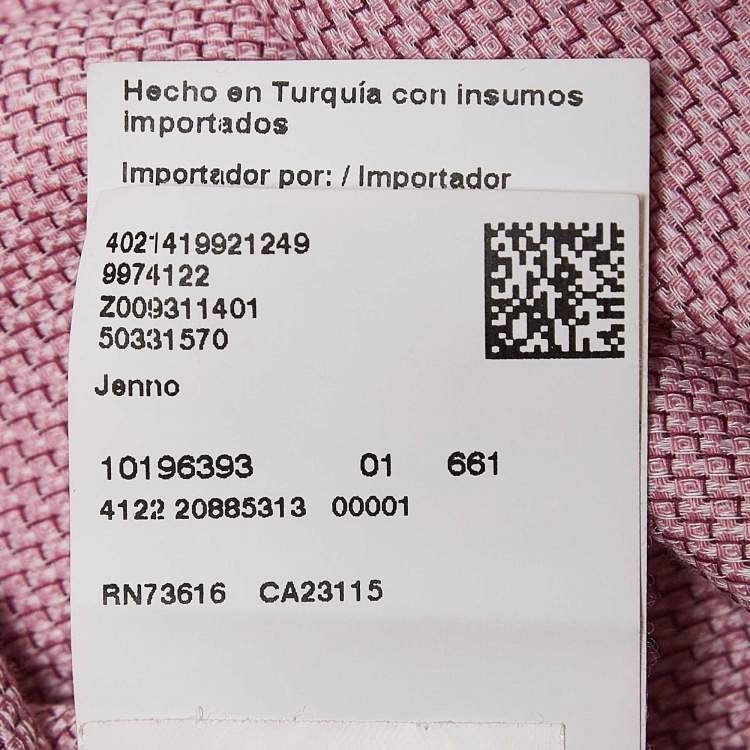 Hecho en Turquía con insumos
importados
Importador por: / Importador
4021419921249
9974122
Z009311401
50331570
Jenno
10196393 01 661
4122 20885313 00001
RN73616 CA23115